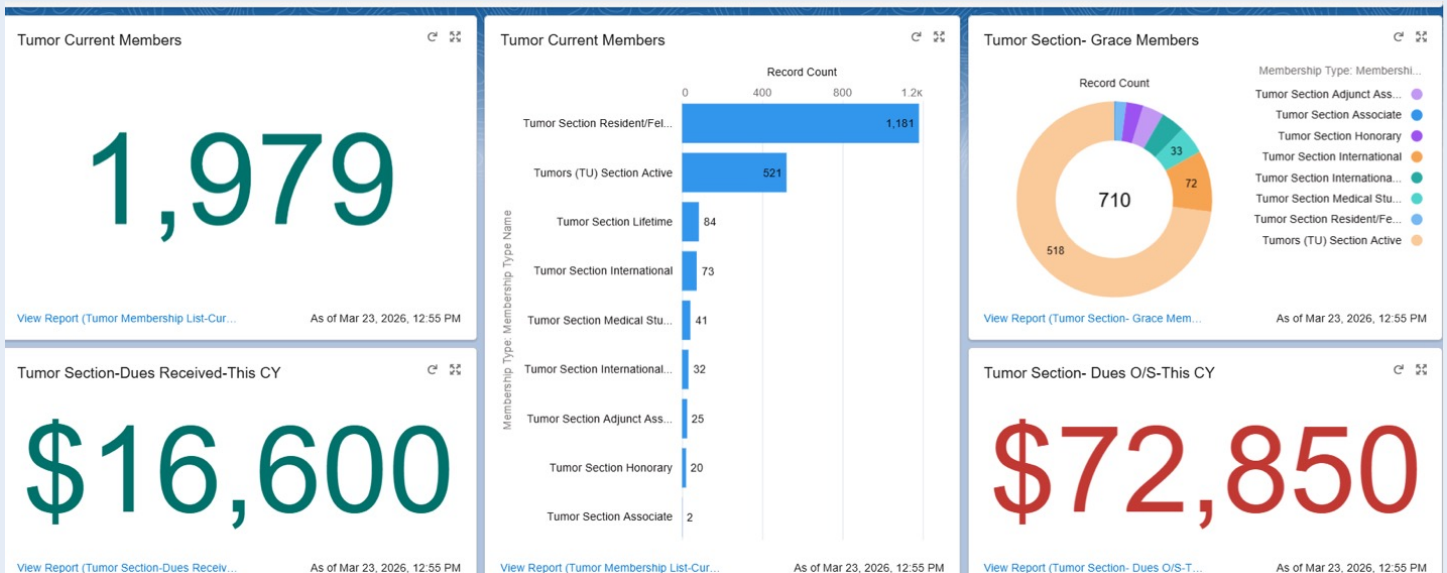 Tumor Current Members
1,979
View Report (Tumor Membership List-Cur...
As of Mar 23, 2026, 12:55 PM
Tumor Current Members
Record Count
0 400 800 1.2K
Membership Type: Membership Type Name
Tumor Section Resident/Fel... 1,181
Tumors (TU) Section Active 521
Tumor Section Lifetime 84
Tumor Section International 73
Tumor Section Medical Stu... 41
Tumor Section International... 32
Tumor Section Adjunct Ass... 25
Tumor Section Honorary 20
Tumor Section Associate 2
View Report (Tumor Membership List-Cur...
As of Mar 23, 2026, 12:55 PM
Tumor Section- Grace Members
Record Count
33
72
710
518
Membership Type: Membershi...
Tumor Section Adjunct Ass...
Tumor Section Associate
Tumor Section Honorary
Tumor Section International
Tumor Section Internationa...
Tumor Section Medical Stu...
Tumor Section Resident/Fe...
Tumors (TU) Section Active
View Report (Tumor Section- Grace Mem...
As of Mar 23, 2026, 12:55 PM
Tumor Section-Dues Received-This CY
$16,600
View Report (Tumor Section-Dues Receiv...
As of Mar 23, 2026, 12:55 PM
Tumor Section- Dues O/S-This CY
$72,850
View Report (Tumor Section- Dues O/S-T...
As of Mar 23, 2026, 12:55 PM